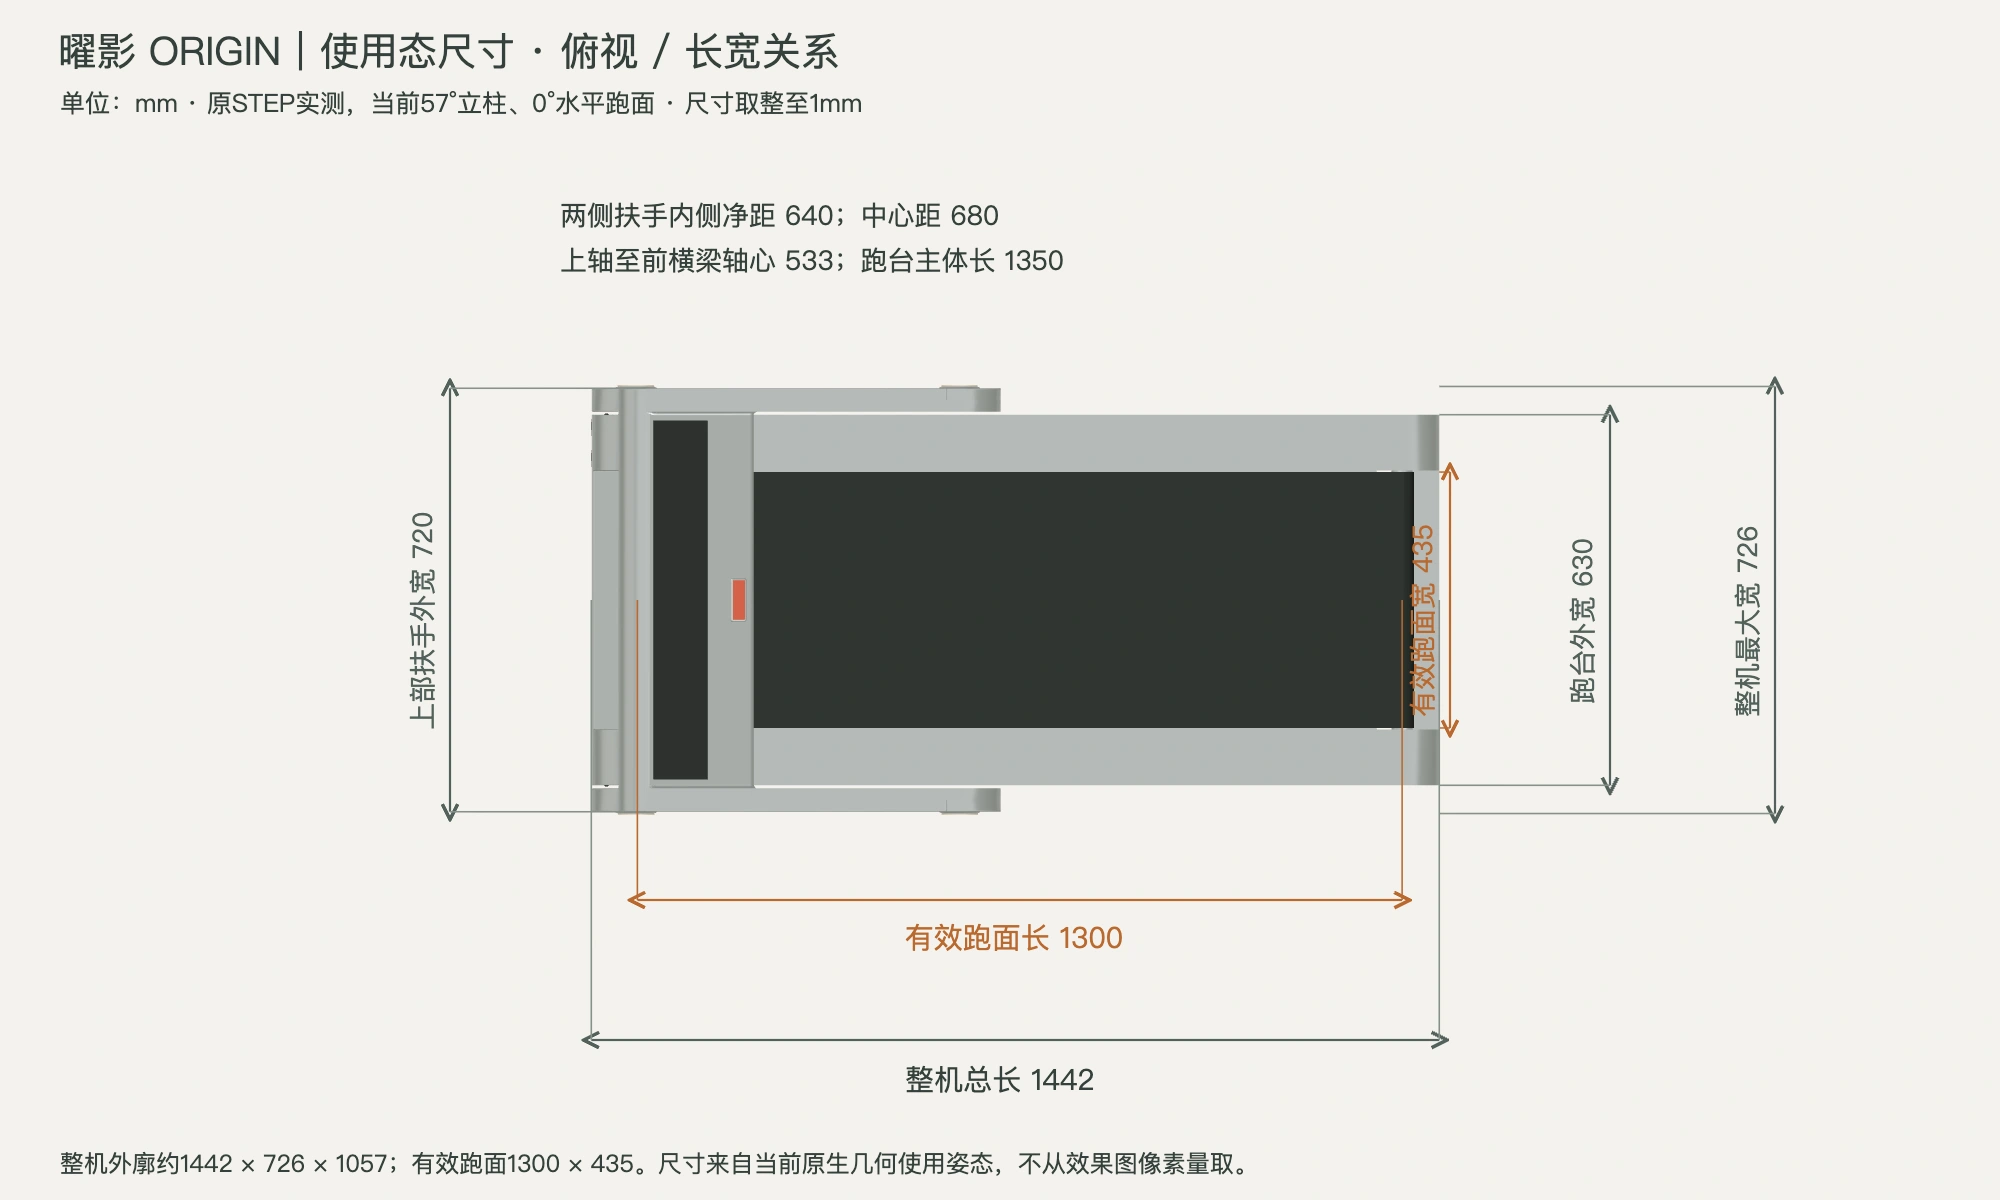 曜影 ORIGIN｜使用态尺寸 · 俯视 / 长宽关系
单位：mm · 原STEP实测，当前57°立柱、0°水平跑面 · 尺寸取整至1mm
两侧扶手内侧净距 640；中心距 680
上轴至前横梁轴心 533；跑台主体长 1350
上部扶手外宽 720
有效跑面宽 435
跑台外宽 630
整机最大宽 726
有效跑面长 1300
整机总长 1442
整机外廓约1442 × 726 × 1057；有效跑面1300 × 435。尺寸来自当前原生几何使用姿态，不从效果图像素量取。